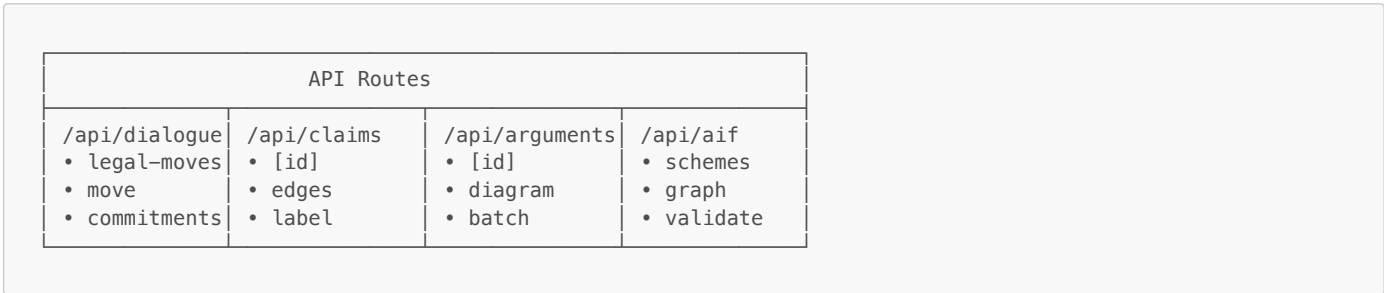 API Routes
/api/dialogue /api/claims /api/arguments /api/aif
• legal-moves • [id] • [id] • schemes
• move • edges • diagram • graph
• commitments • label • batch • validate